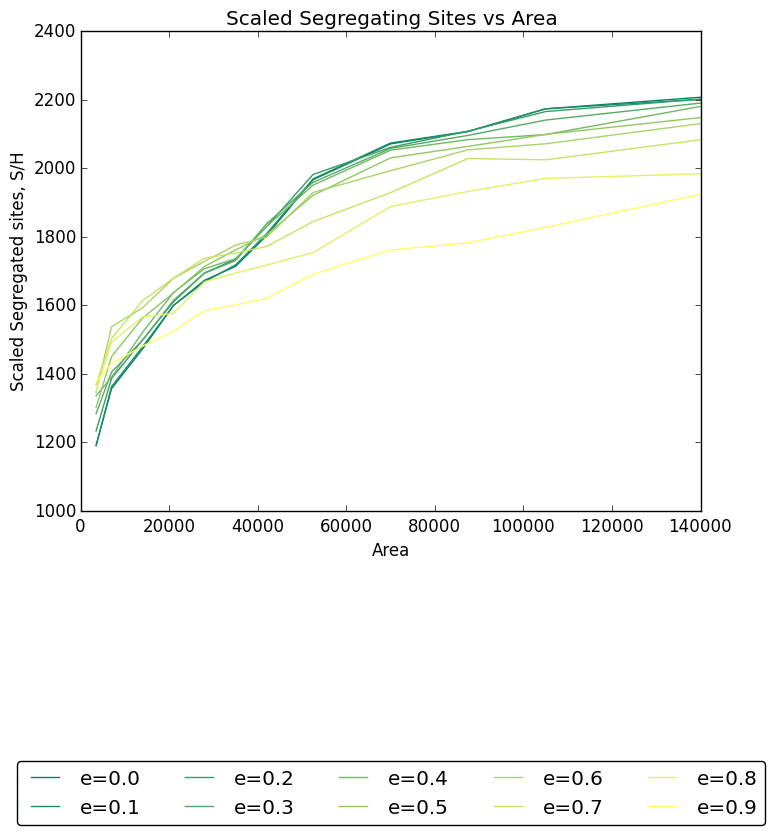 Scaled Segregating Sites vs Area
2400
2200
2000
1800
1600
1400
1200
1000
Scaled Segregated sites, S/H
0 20000 40000 60000 80000 100000 120000 140000
Area
e=0.0 e=0.2 e=0.4 e=0.6 e=0.8
e=0.1 e=0.3 e=0.5 e=0.7 e=0.9